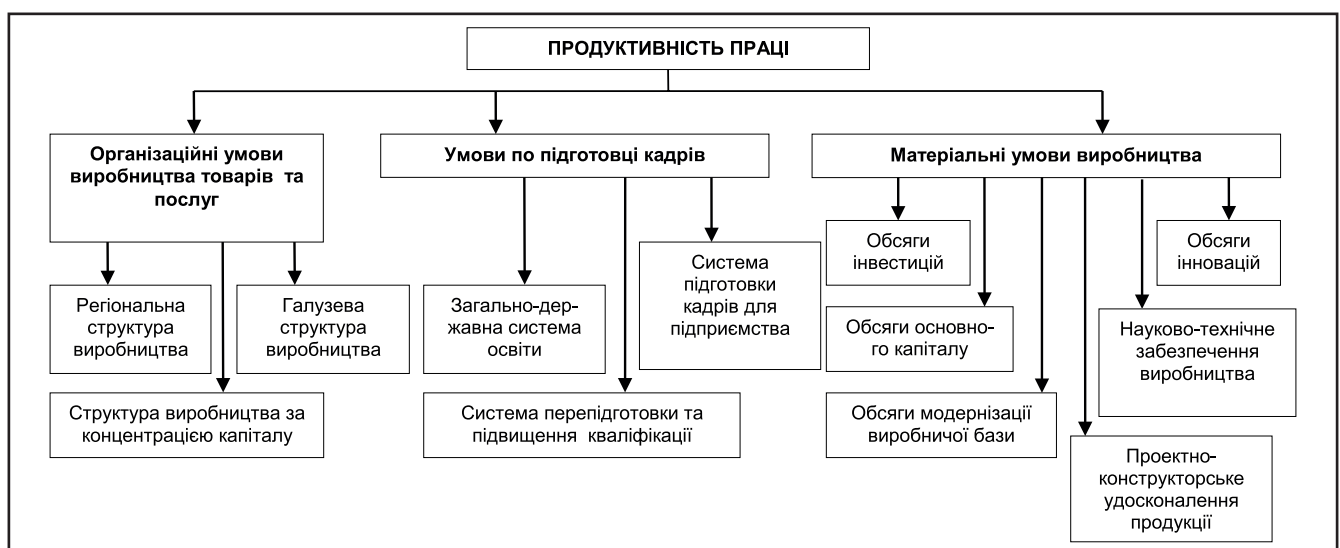 ПРОДУКТИВНІСТЬ ПРАЦІ
Організаційні умови
виробництва товарів та
послуг
Умови по підготовці кадрів
Матеріальні умови виробництва
Регіональна
структура
виробництва
Галузева
структура
виробництва
Структура виробництва за
концентрацією капіталу
Загально-дер-
жавна система
освіти
Система
підготовки
кадрів для
підприємства
Система перепідготовки та
підвищення кваліфікації
Обсяги
інвестицій
Обсяги
інновацій
Обсяги основно-
го капіталу
Науково-технічне
забезпечення
виробництва
Обсяги модернізації
виробничої бази
Проектно-
конструкторське
удосконалення
продукції